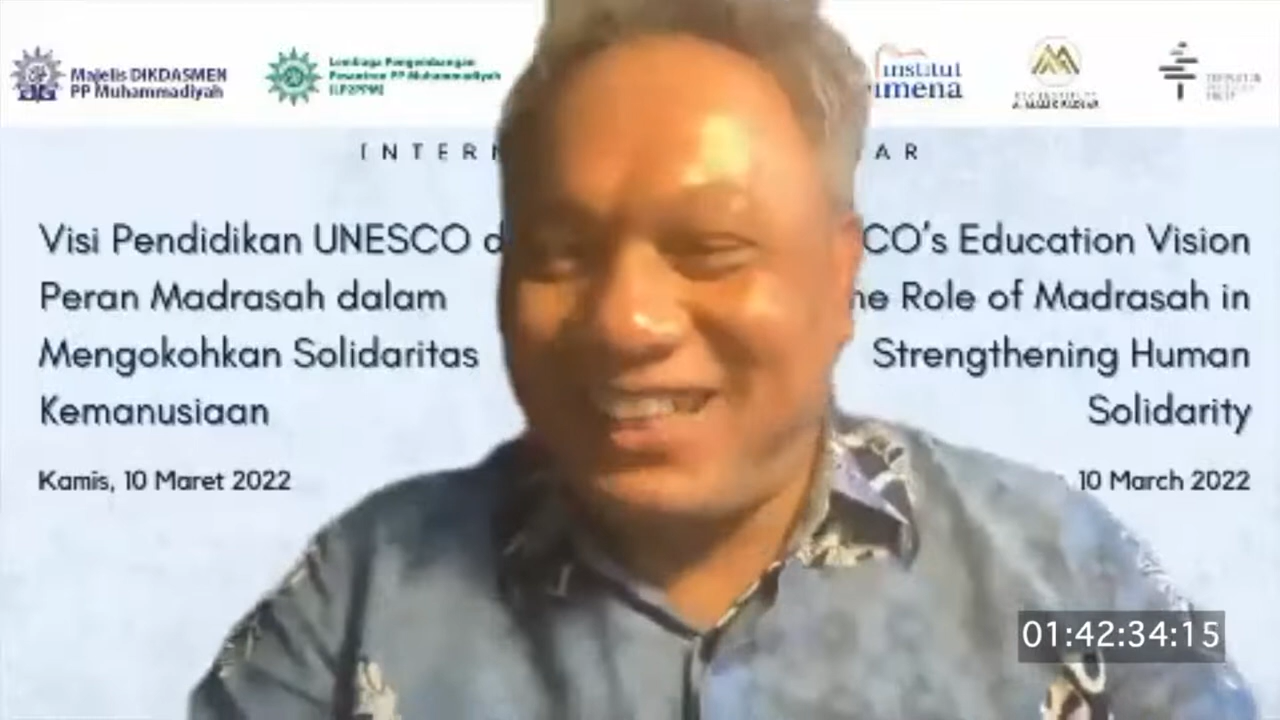 Majelis DIKDASMEN
PP Muhammadiyah
Lembaga Pengembangan
Pesantren PP Muhammadiyah
(LP2PPM)
institut
INTERN
AR
Visi Pendidikan UNESCO d
Peran Madrasah dalam
Mengokohkan Solidaritas
Kemanusiaan
Kamis, 10 Maret 2022
CO's Education Vision
he Role of Madrasah in
Strengthening Human
Solidarity
10 March 2022
01:42:34:15